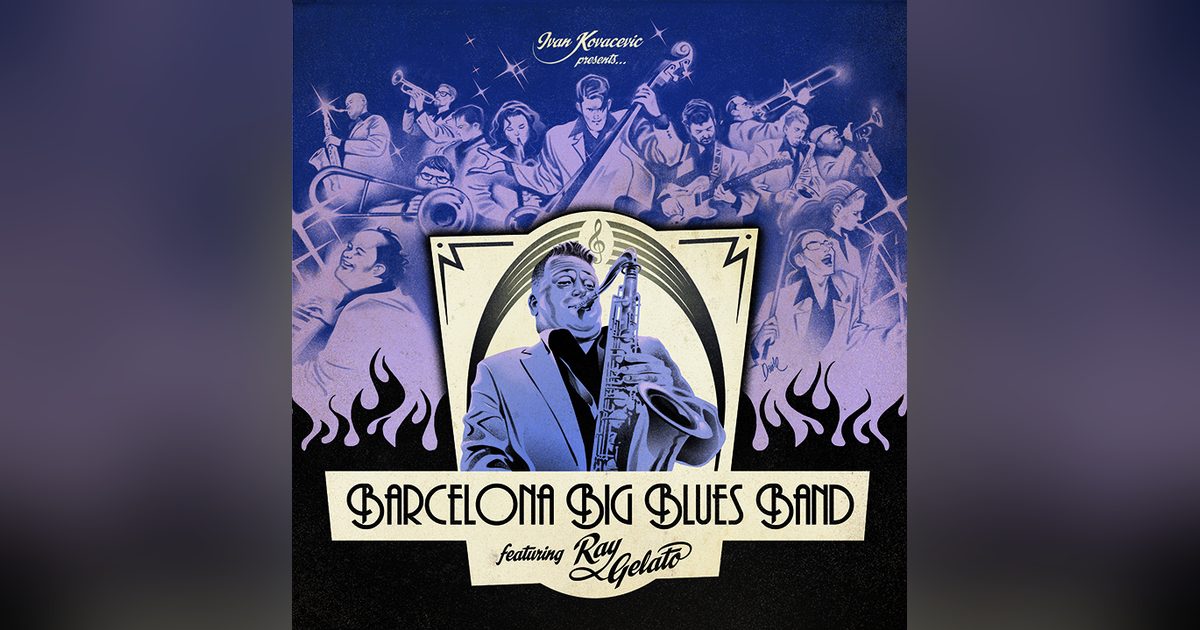 Ivan Kovacevic
presents...
Barcelona Big Blues Band
featuring Ray
Gelato